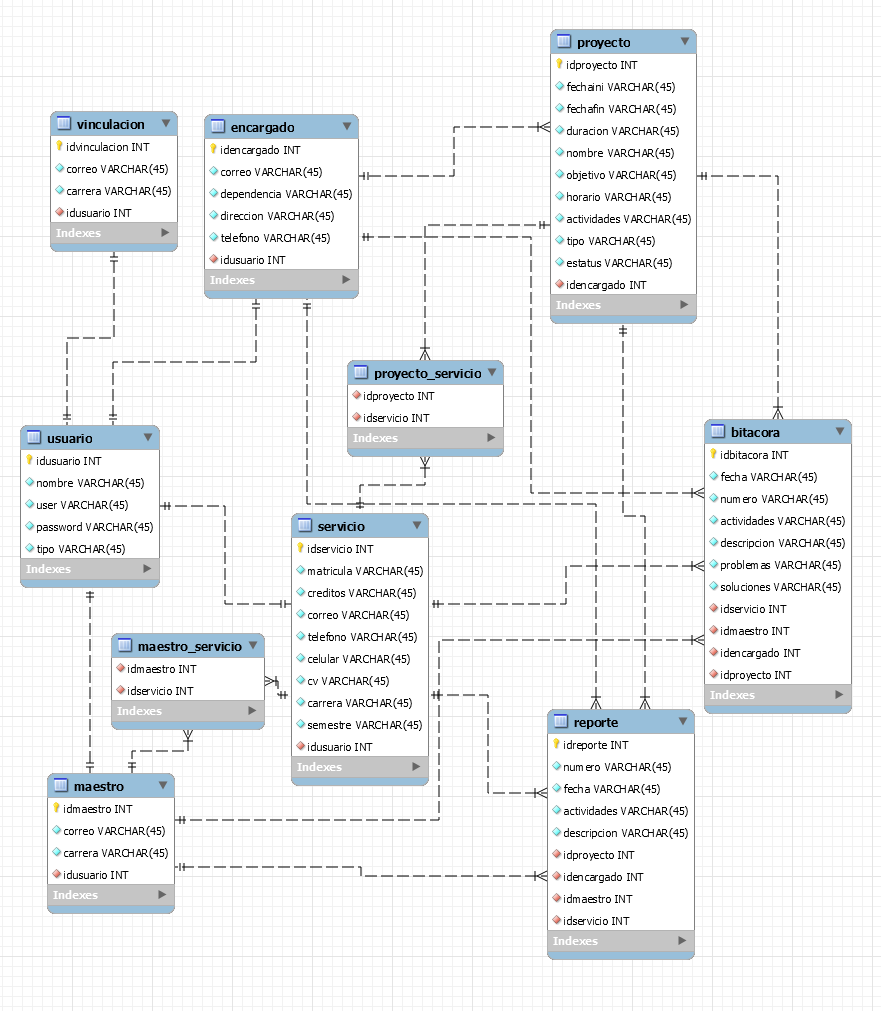 proyecto
idproyecto INT
fechaini VARCHAR(45)
fechafin VARCHAR(45)
duracion VARCHAR(45)
nombre VARCHAR(45)
objetivo VARCHAR(45)
horario VARCHAR(45)
actividades VARCHAR(45)
tipo VARCHAR(45)
estatus VARCHAR(45)
idencargado INT
Indexes
vinculacion
idvinculacion INT
correo VARCHAR(45)
carrera VARCHAR(45)
idusuario INT
Indexes
encargado
idencargado INT
correo VARCHAR(45)
dependencia VARCHAR(45)
direccion VARCHAR(45)
telefono VARCHAR(45)
idusuario INT
Indexes
proyecto_servicio
idproyecto INT
idservicio INT
Indexes
usuario
idusuario INT
nombre VARCHAR(45)
user VARCHAR(45)
password VARCHAR(45)
tipo VARCHAR(45)
Indexes
bitacora
idbitacora INT
fecha VARCHAR(45)
numero VARCHAR(45)
actividades VARCHAR(45)
descripcion VARCHAR(45)
problemas VARCHAR(45)
soluciones VARCHAR(45)
idservicio INT
idmaestro INT
idencargado INT
idproyecto INT
Indexes
servicio
idservicio INT
matricula VARCHAR(45)
creditos VARCHAR(45)
correo VARCHAR(45)
telefono VARCHAR(45)
celular VARCHAR(45)
cv VARCHAR(45)
carrera VARCHAR(45)
semestre VARCHAR(45)
idusuario INT
Indexes
maestro_servicio
idmaestro INT
idservicio INT
Indexes
maestro
idmaestro INT
correo VARCHAR(45)
carrera VARCHAR(45)
idusuario INT
Indexes
reporte
idreporte INT
numero VARCHAR(45)
fecha VARCHAR(45)
actividades VARCHAR(45)
descripcion VARCHAR(45)
idproyecto INT
idencargado INT
idmaestro INT
idservicio INT
Indexes